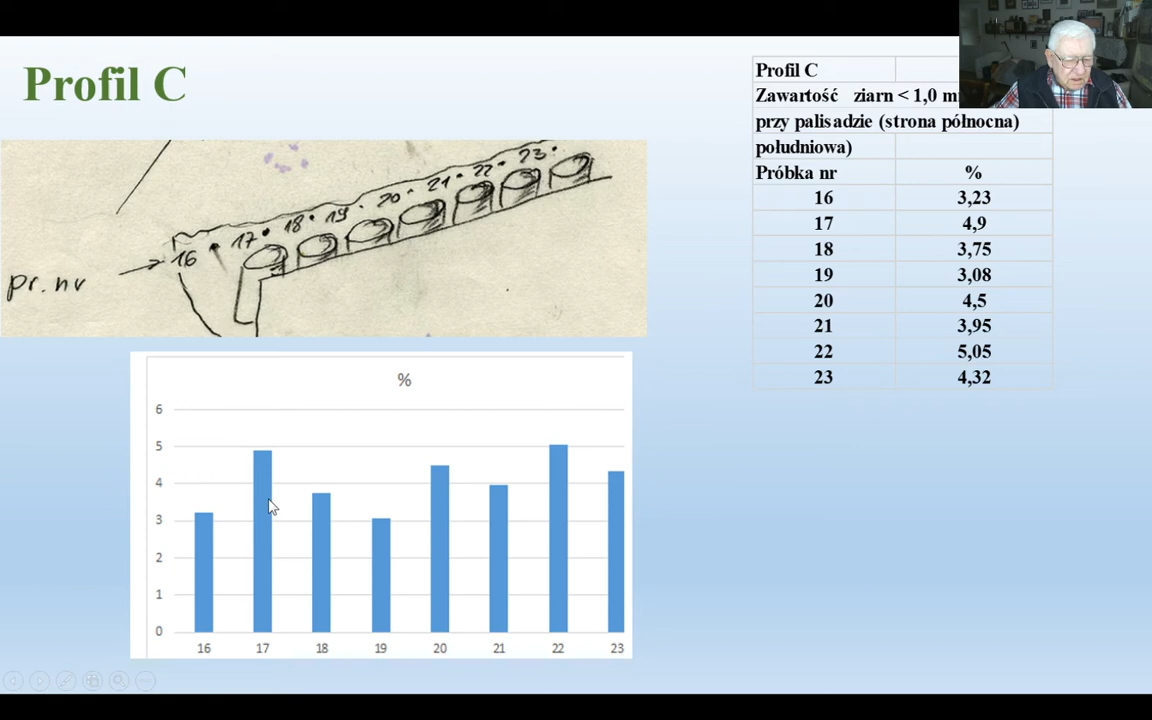 Profil C
16 17 18 19 20 21 22 23
pr. nr
%
6
5
4
3
2
1
0
16 17 18 19 20 21 22 23
Profil C
Zawartość ziarn < 1,0
przy palisadzie (strona północna)
południowa)
Próbka nr %
16 3,23
17 4,9
18 3,75
19 3,08
20 4,5
21 3,95
22 5,05
23 4,32